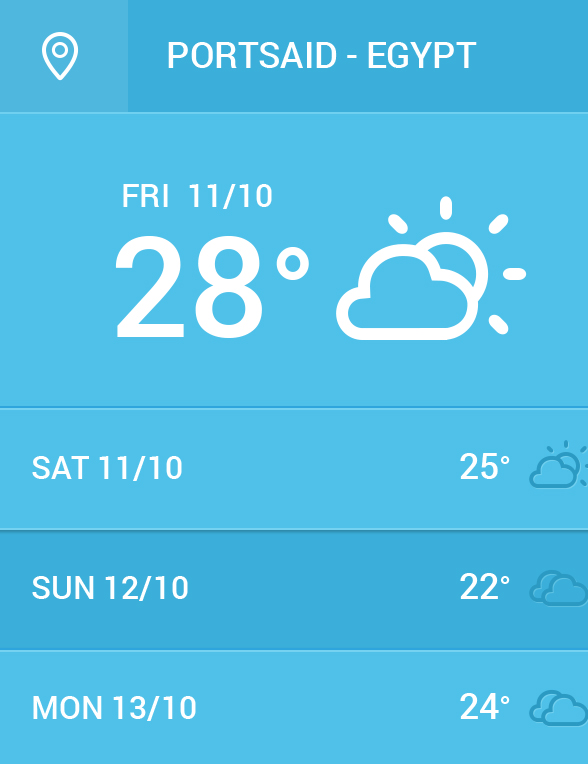 PORTSAID - EGYPT
FRI 11/10
28°
SAT 11/10 25°
SUN 12/10 22°
MON 13/10 24°